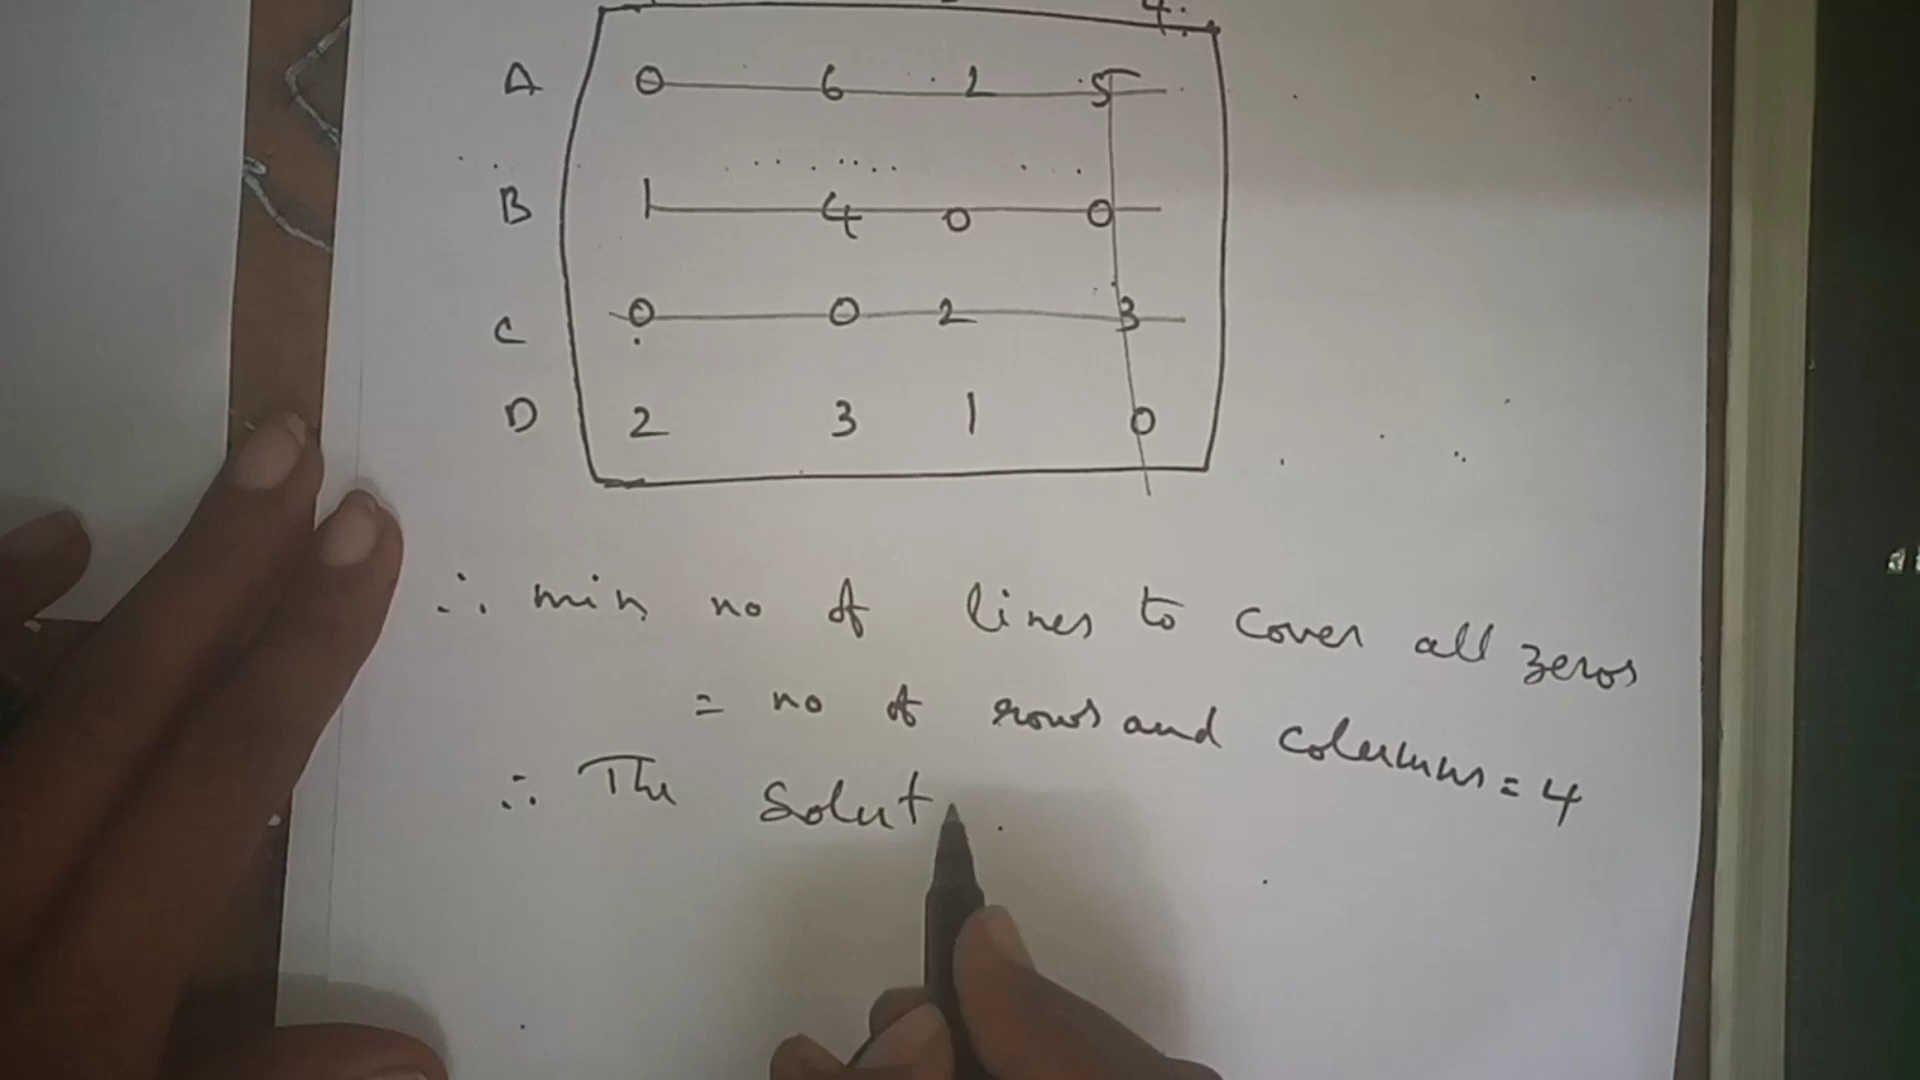 4
A 0 6 2 5
B 1 4 0 0
C 0 0 2 3
D 2 3 1 0
∴ min no of lines to cover all zeros
= no of rows and columns = 4
∴ The Solut